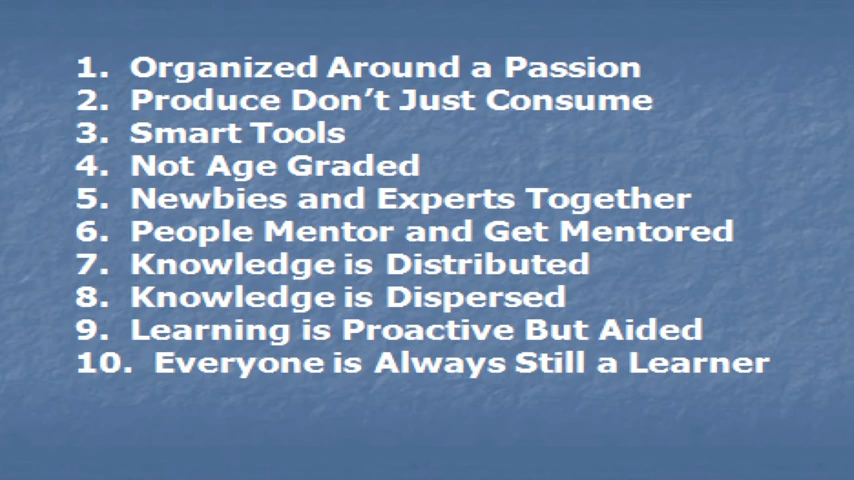 1. Organized Around a Passion
2. Produce Don’t Just Consume
3. Smart Tools
4. Not Age Graded
5. Newbies and Experts Together
6. People Mentor and Get Mentored
7. Knowledge is Distributed
8. Knowledge is Dispersed
9. Learning is Proactive But Aided
10. Everyone is Always Still a Learner